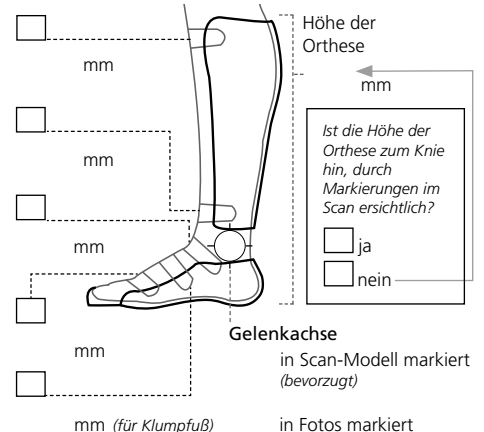 Höhe der
Orthese
mm
mm
Ist die Höhe der
Orthese zum Knie
hin, durch
Markierungen im
Scan ersichtlich?
ja
nein
mm
mm
Gelenkachse
in Scan-Modell markiert
(bevorzugt)
mm
mm (für Klumpfuß)
in Fotos markiert